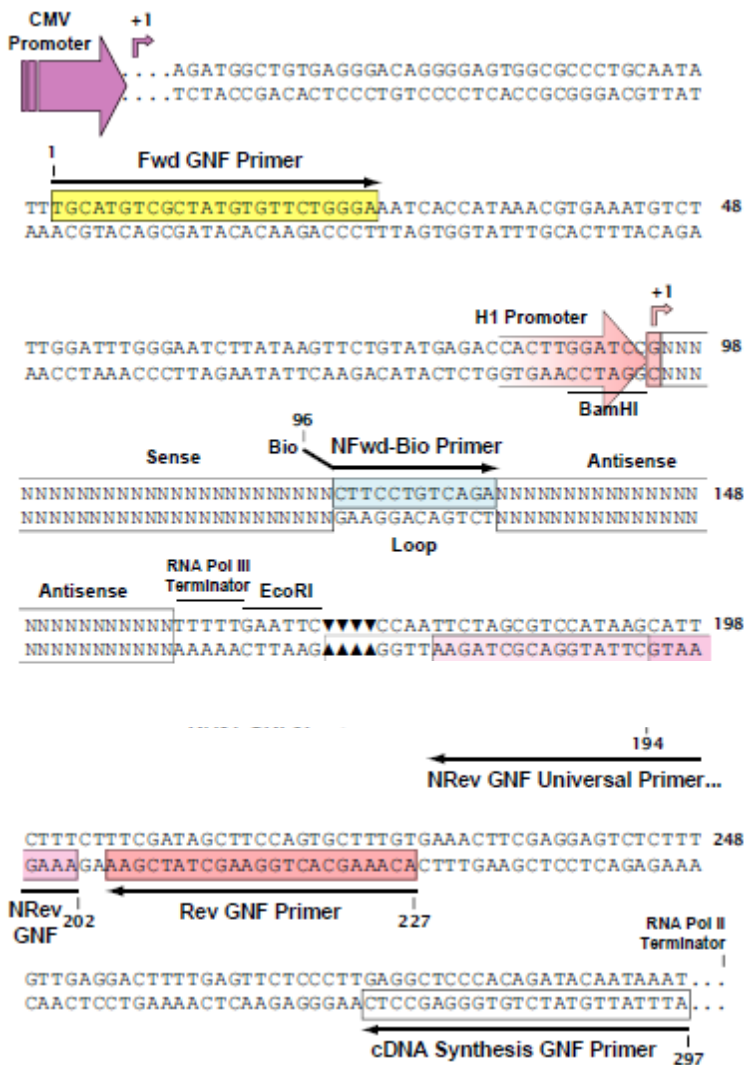 CMV
Promoter
+1
....AGATGGCTGTGAGGGACAGGGGAGTGGCGCCCTGCAATA
....TCTACCGACACTCCCTGTCCCCTCACCGCGGGACGTTAT
1
Fwd GNF Primer
TTTGCATGTCGCTATGTGTTCTGGGAAATCACCATAAACGTGAAATGTCT 48
AAACGTACAGCGATACACAAGACCCTTTAGTGGTATTTGCACTTTACAGA
H1 Promoter
+1
TTGGATTTGGGAATCTTATAAGTTCTGTATGAGACCACTTGGATCCGNNN 98
AACCTAAACCCTTAGAATATTCAAGACATACTCTGGTGAACCTAGGCNNN
BamHI
96
Sense
Bio
NFwd-Bio Primer
Antisense
NNNNNNNNNNNNNNNNNNNNNNNCTTCCTGTCAGANNNNNNNNNNNNNNN 148
NNNNNNNNNNNNNNNNNNNNNNNGAAGGACAGTCTNNNNNNNNNNNNNNN
Loop
RNA Pol III
Terminator
Antisense
EcoRI
NNNNNNNNNNNTTTTTGAATTC▼▼▼▼CCAATTCTAGCGTCCATAAGCATT 198
NNNNNNNNNNNAAAAACTTAAG▲▲▲▲GGTTAAGATCGCAGGTATTCGTAA
194
NRev GNF Universal Primer...
CTTTCTTTCGATAGCTTCCAGTGCTTTGTGAAACTTCGAGGAGTCTCTTT 248
GAAAGAAAGCTATCGAAGGTCACGAAACACTTTGAAGCTCCTCAGAGAAA
NRev
GNF
202
Rev GNF Primer
227
RNA Pol II
Terminator
GTTGAGGACTTTTGAGTTCTCCCTTGAGGCTCCCACAGATACAATAAAT...
CAACTCCTGAAAACTCAAGAGGGAACTCCGAGGGTGTCTATGTTATTTA...
cDNA Synthesis GNF Primer
297